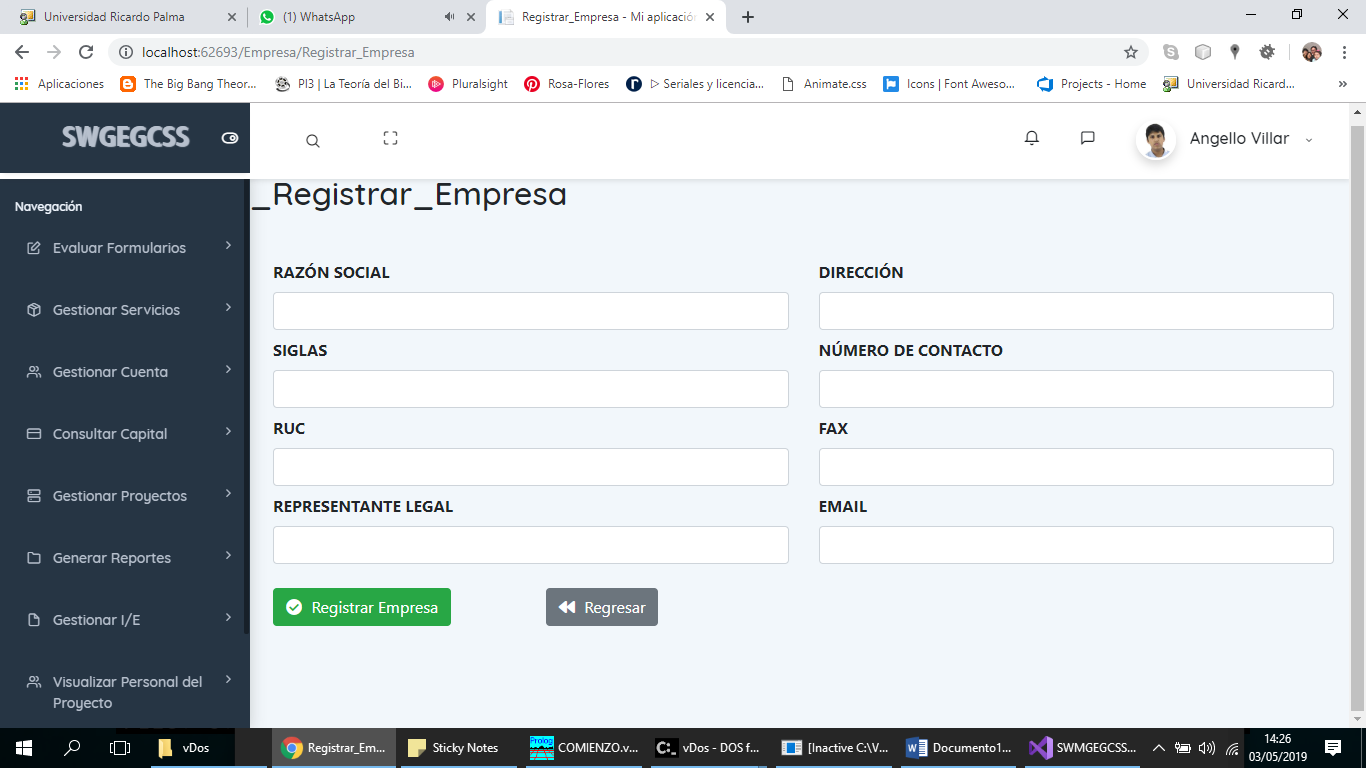 Universidad Ricardo Palma
(1) WhatsApp
Registrar_Empresa - Mi aplicación
localhost:62693/Empresa/Registrar_Empresa
Aplicaciones
The Big Bang Theor...
PI3 | La Teoría del Bi...
Pluralsight
Rosa-Flores
▷ Seriales y licencia...
Animate.css
Icons | Font Aweso...
Projects - Home
Universidad Ricard...
»
SWGEGCSS
Angello Villar
Navegación
Evaluar Formularios
Gestionar Servicios
Gestionar Cuenta
Consultar Capital
Gestionar Proyectos
Generar Reportes
Gestionar I/E
Visualizar Personal del
Proyecto
_Registrar_Empresa
RAZÓN SOCIAL
DIRECCIÓN
SIGLAS
NÚMERO DE CONTACTO
RUC
FAX
REPRESENTANTE LEGAL
EMAIL
Registrar Empresa
Regresar
vDos
Registrar_Em...
Sticky Notes
Prolog
COMIENZO.v...
vDos - DOS f...
[Inactive C:\V...
Documento1...
SWMGEGCSS...
14:26
03/05/2019